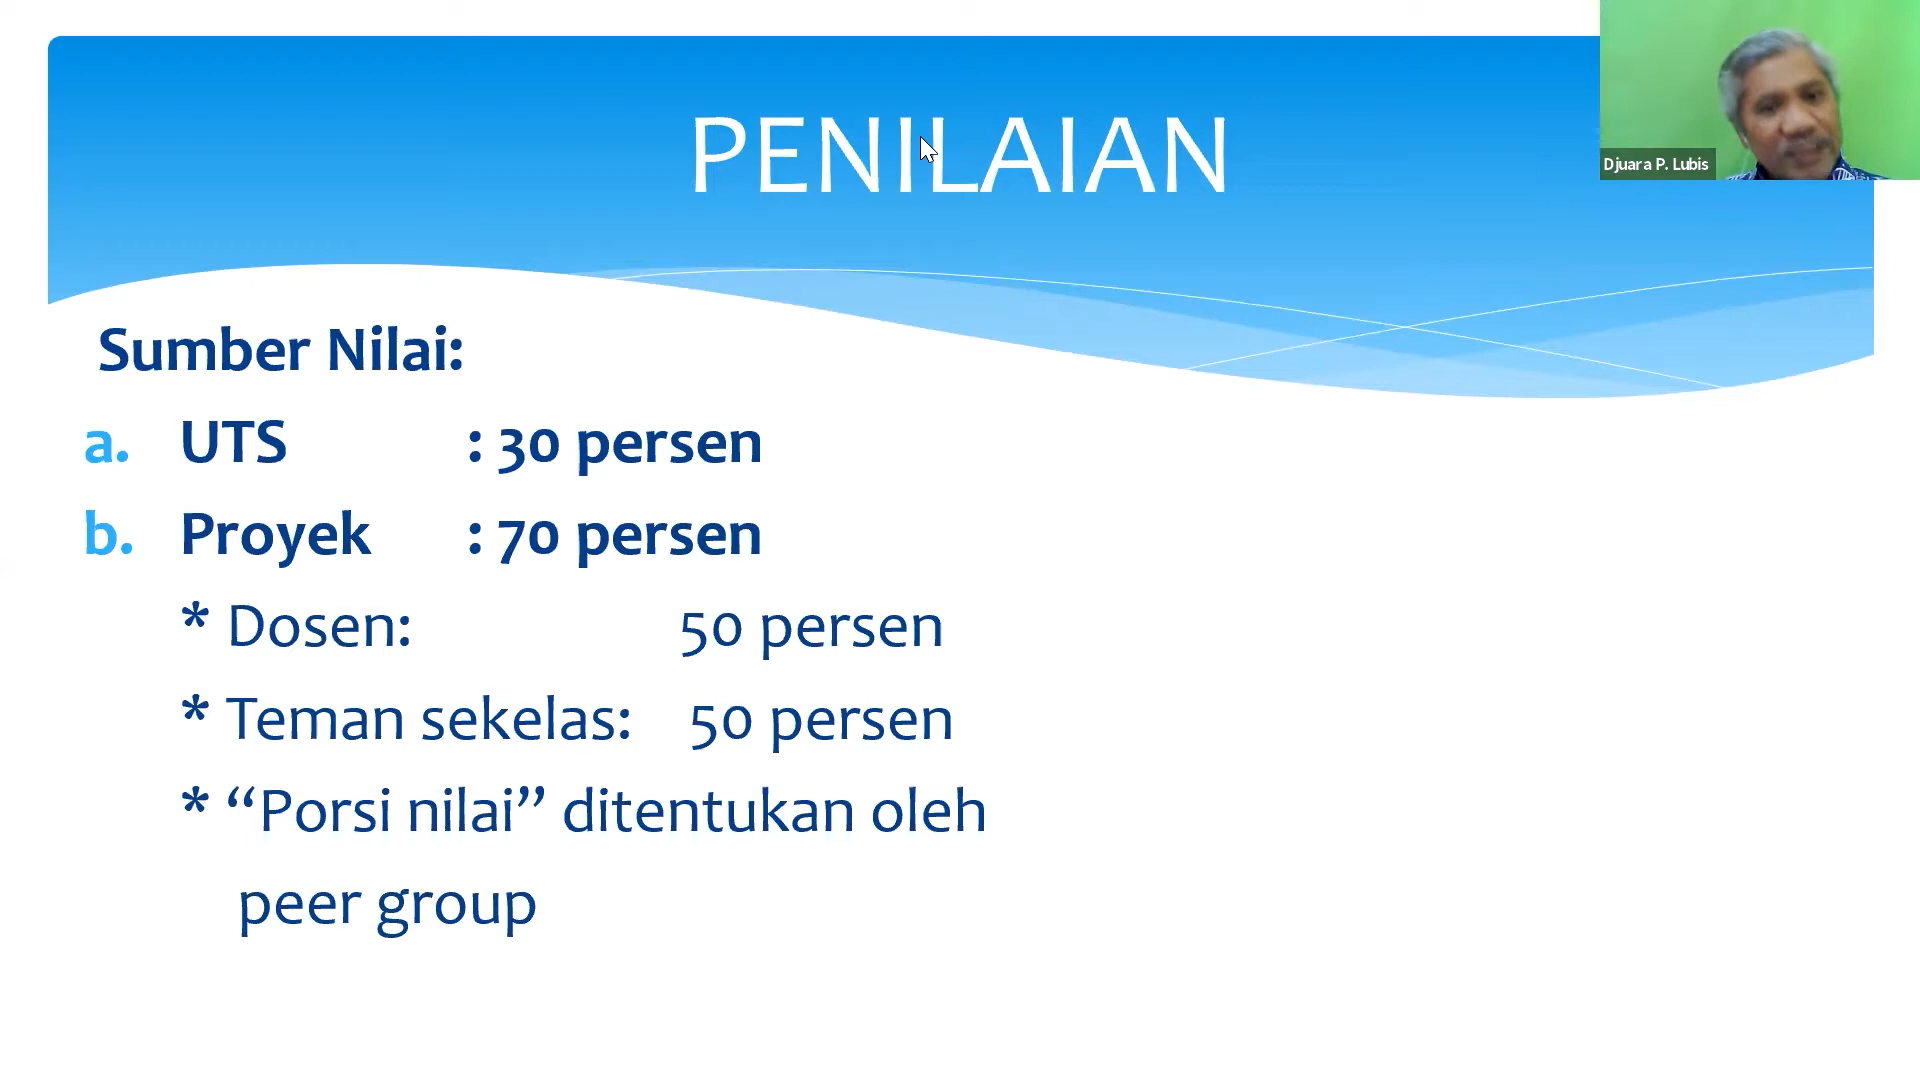 PENILAIAN
Djuara P. Lubis
Sumber Nilai:
a. UTS : 30 persen
b. Proyek : 70 persen
* Dosen: 50 persen
* Teman sekelas: 50 persen
* “Porsi nilai” ditentukan oleh
peer group